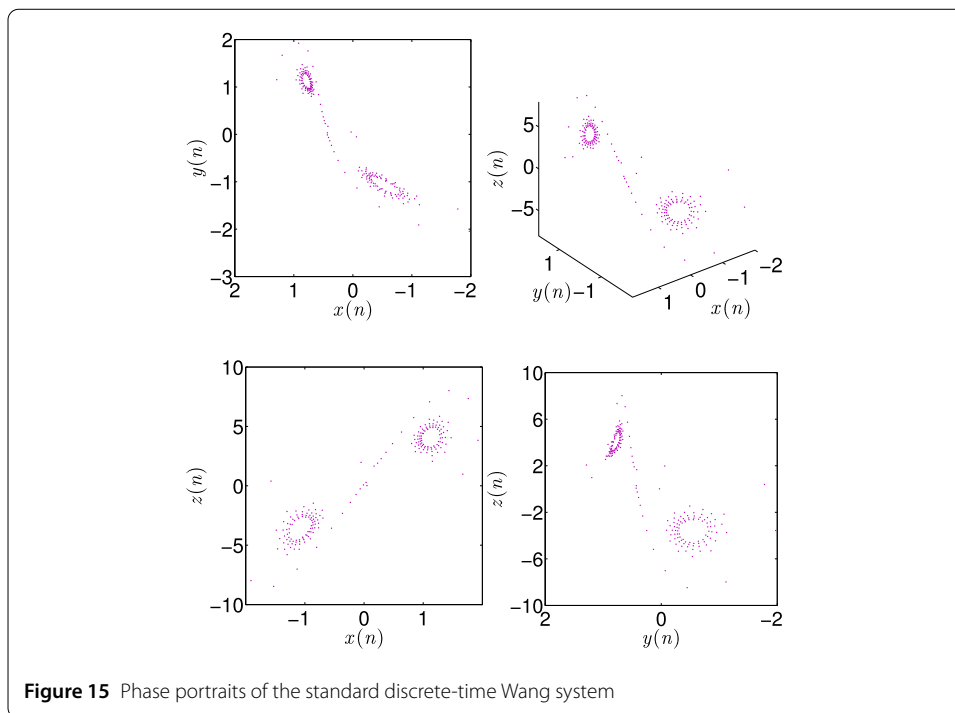 2
1
0
−1
−2
−3
y(n)
2 1 0 −1 −2
x(n)
5
0
−5
z(n)
1
−1
y(n)
1
0
−1
−2
x(n)
10
5
0
−5
−10
z(n)
−1 0 1
x(n)
10
6
2
−2
−6
−10
z(n)
2 0 −2
y(n)
Figure 15 Phase portraits of the standard discrete-time Wang system